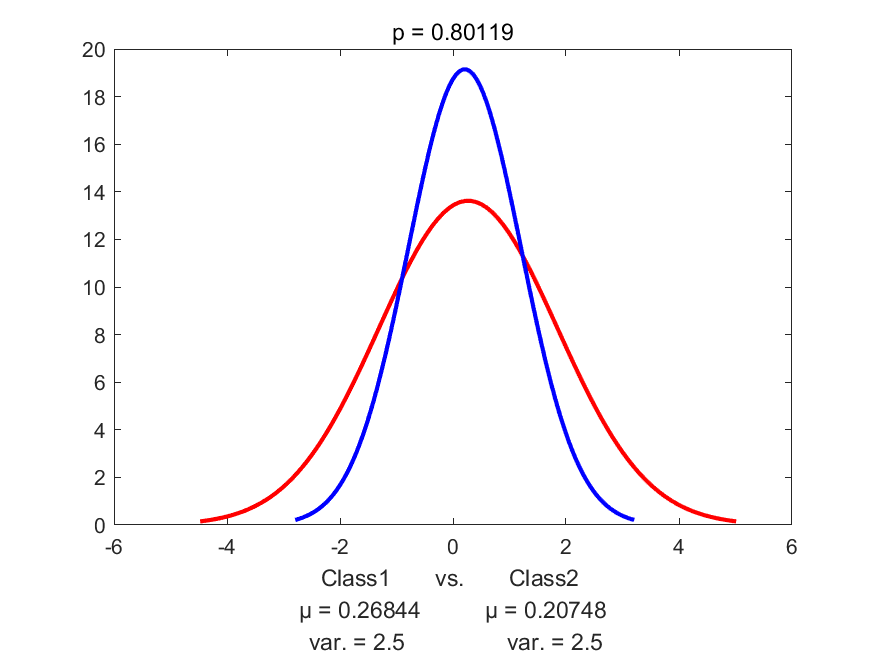 p = 0.80119
20
18
16
14
12
10
8
6
4
2
0
-6 -4 -2 0 2 4 6
Class1 vs. Class2
μ = 0.26844 μ = 0.20748
var. = 2.5 var. = 2.5